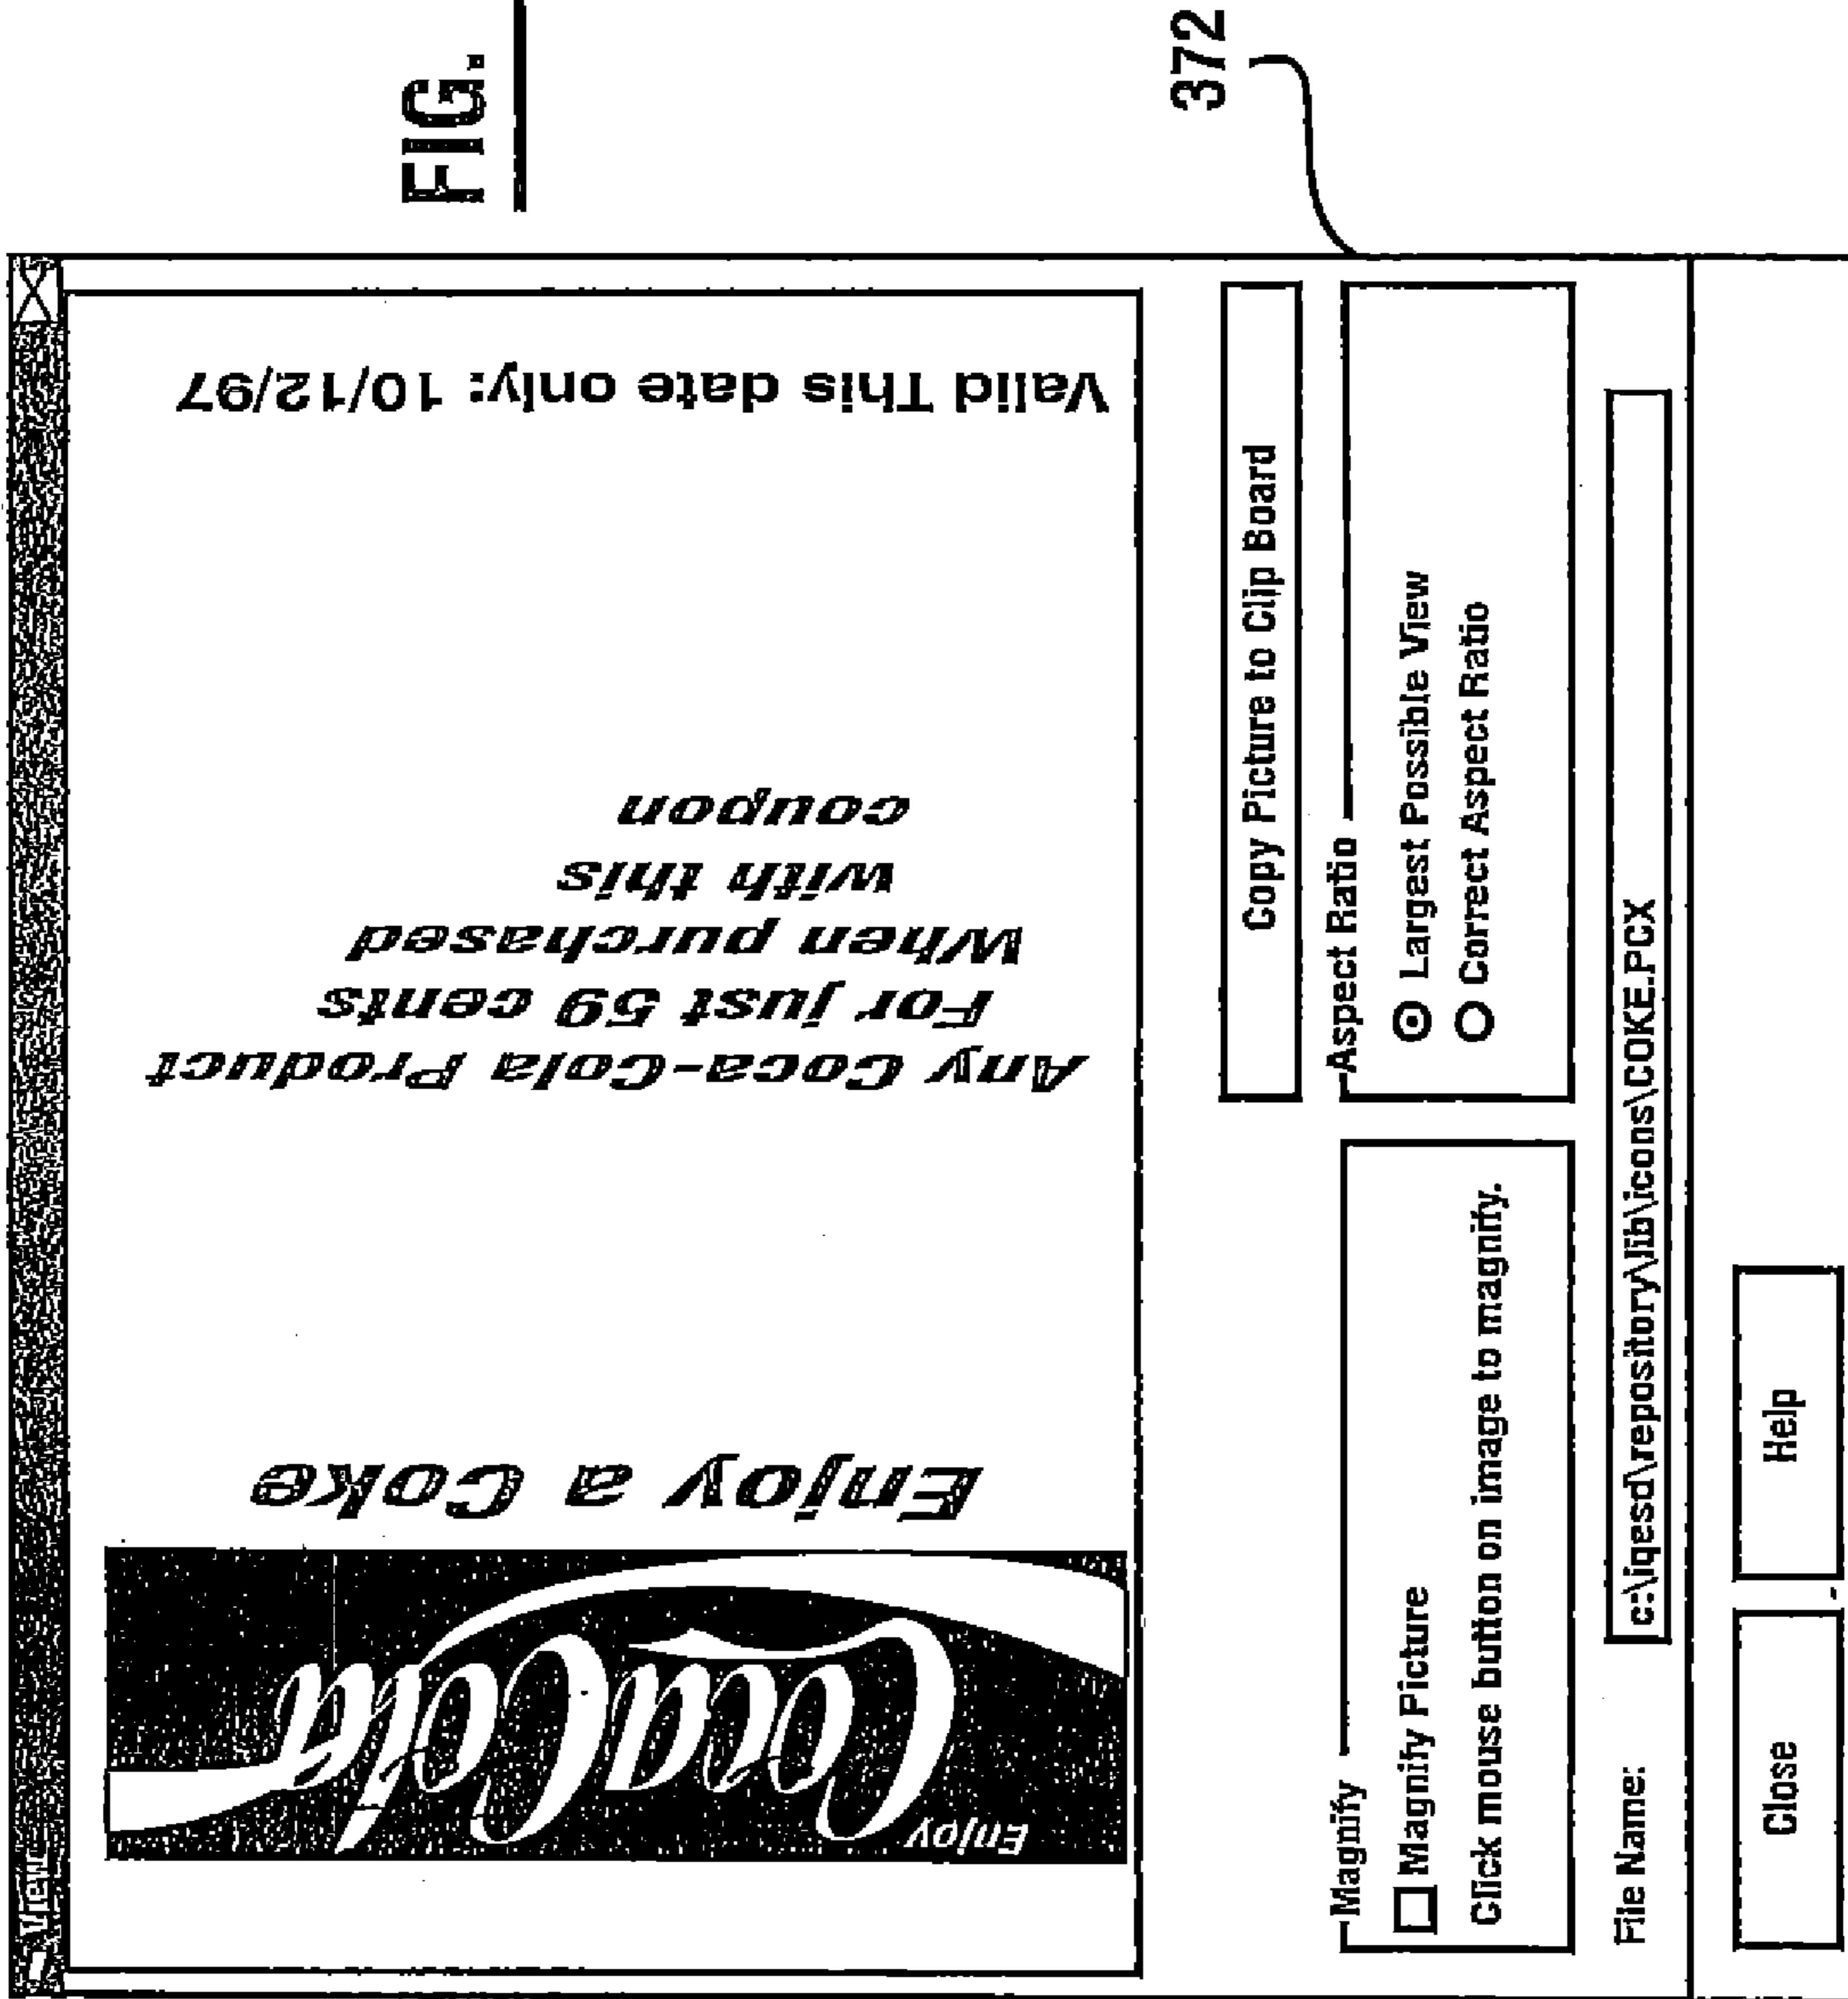 FIG.
372
Viewer
Enjoy
Coca-Cola
Enjoy a Coke
Any Coca-Cola Product
For just 59 cents
When purchased
with this
coupon
Valid This date only: 10/12/97
Copy Picture to Clip Board
Magnify
Magnify Picture
Click mouse button on image to magnify.
Aspect Ratio
Largest Possible View
Correct Aspect Ratio
File Name:
c:\iqesd\repository\lib\icons\COKE.PCX
Close
Help